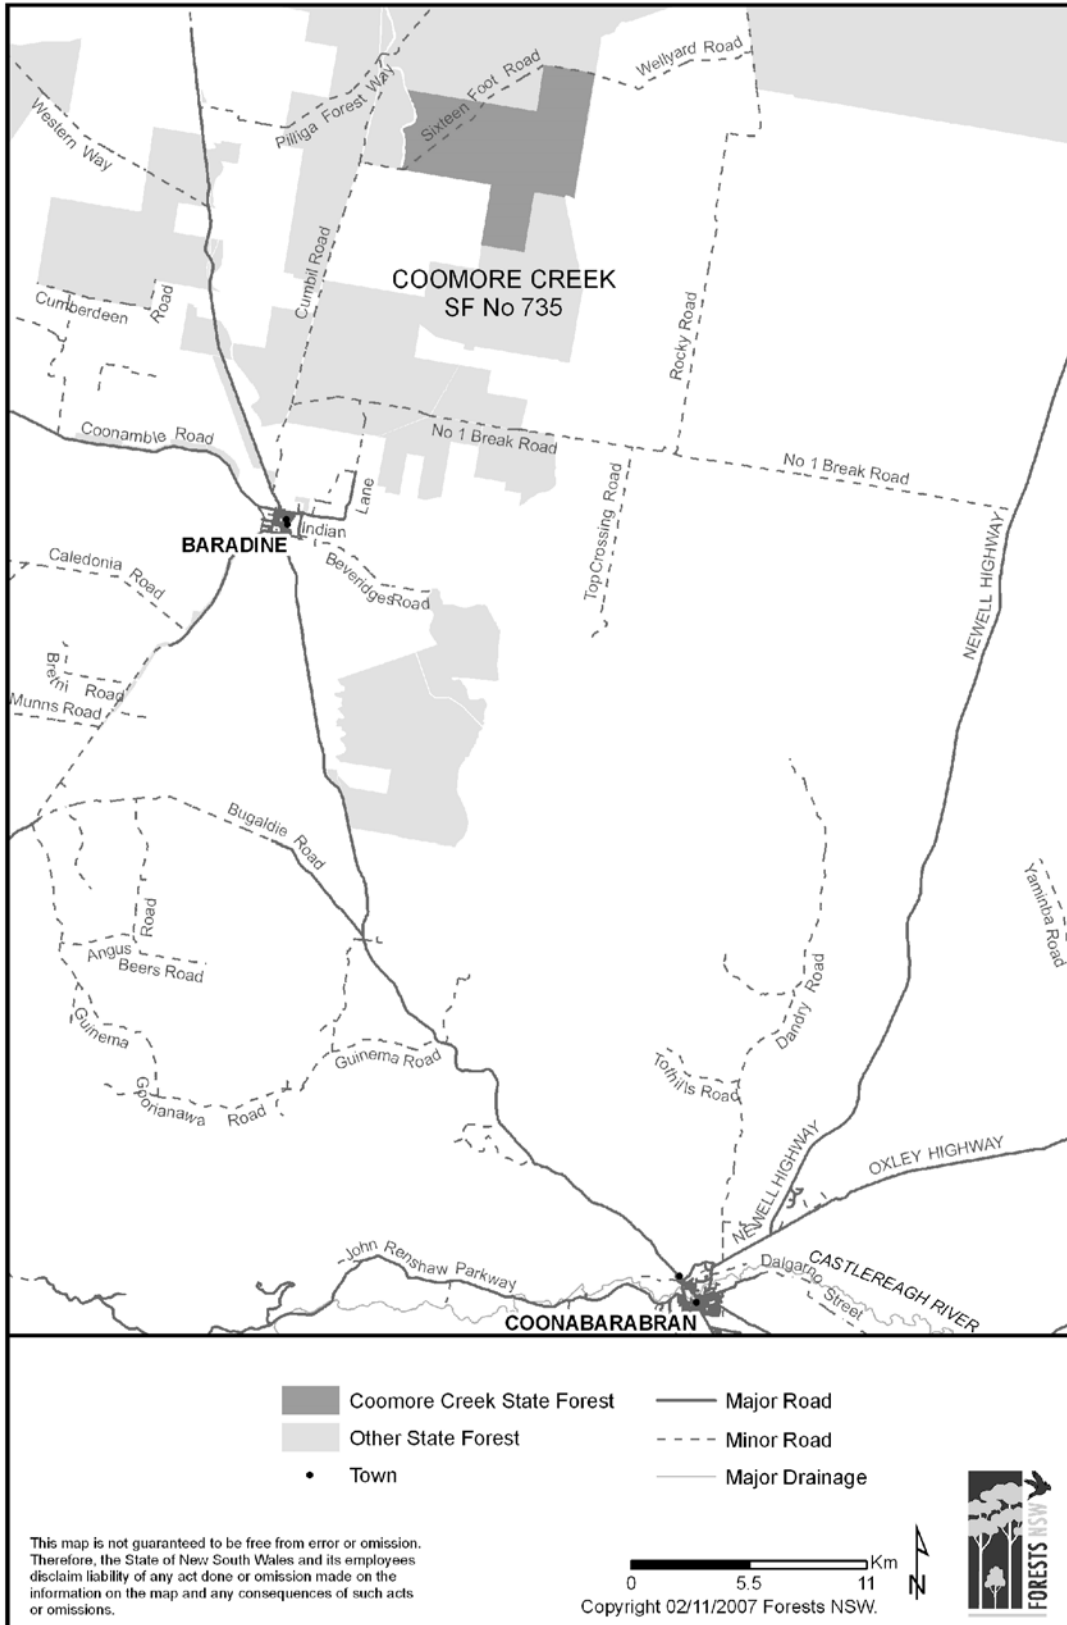 Wellyard Road
Sixteen Foot Road
Pilliga Forest Way
Western Way
Cumbil Road
COOMORE CREEK
SF No 735
Cumberdeen
Road
Rocky Road
Coonamble Road
No 1 Break Road
No 1 Break Road
Lane
Top Crossing Road
Indian
BARADINE
NEWELL HIGHWAY
Caledonia Road
Beveridges Road
Breyni Road
Munns Road
Bugaldie Road
Yaminba Road
Road
Angus
Beers Road
Dandry Road
Guinema
Guinema Road
Tothills Road
Goorianawa Road
NEWELL HIGHWAY
OXLEY HIGHWAY
John Renshaw Parkway
Dalgarno Street
CASTLEREAGH RIVER
COONABARABRAN
Coomore Creek State Forest
Other State Forest
Town
Major Road
Minor Road
Major Drainage
This map is not guaranteed to be free from error or omission.
Therefore, the State of New South Wales and its employees
disclaim liability of any act done or omission made on the
information on the map and any consequences of such acts
or omissions.
Km
0 5.5 11
Copyright 02/11/2007 Forests NSW.
N
FORESTS NSW